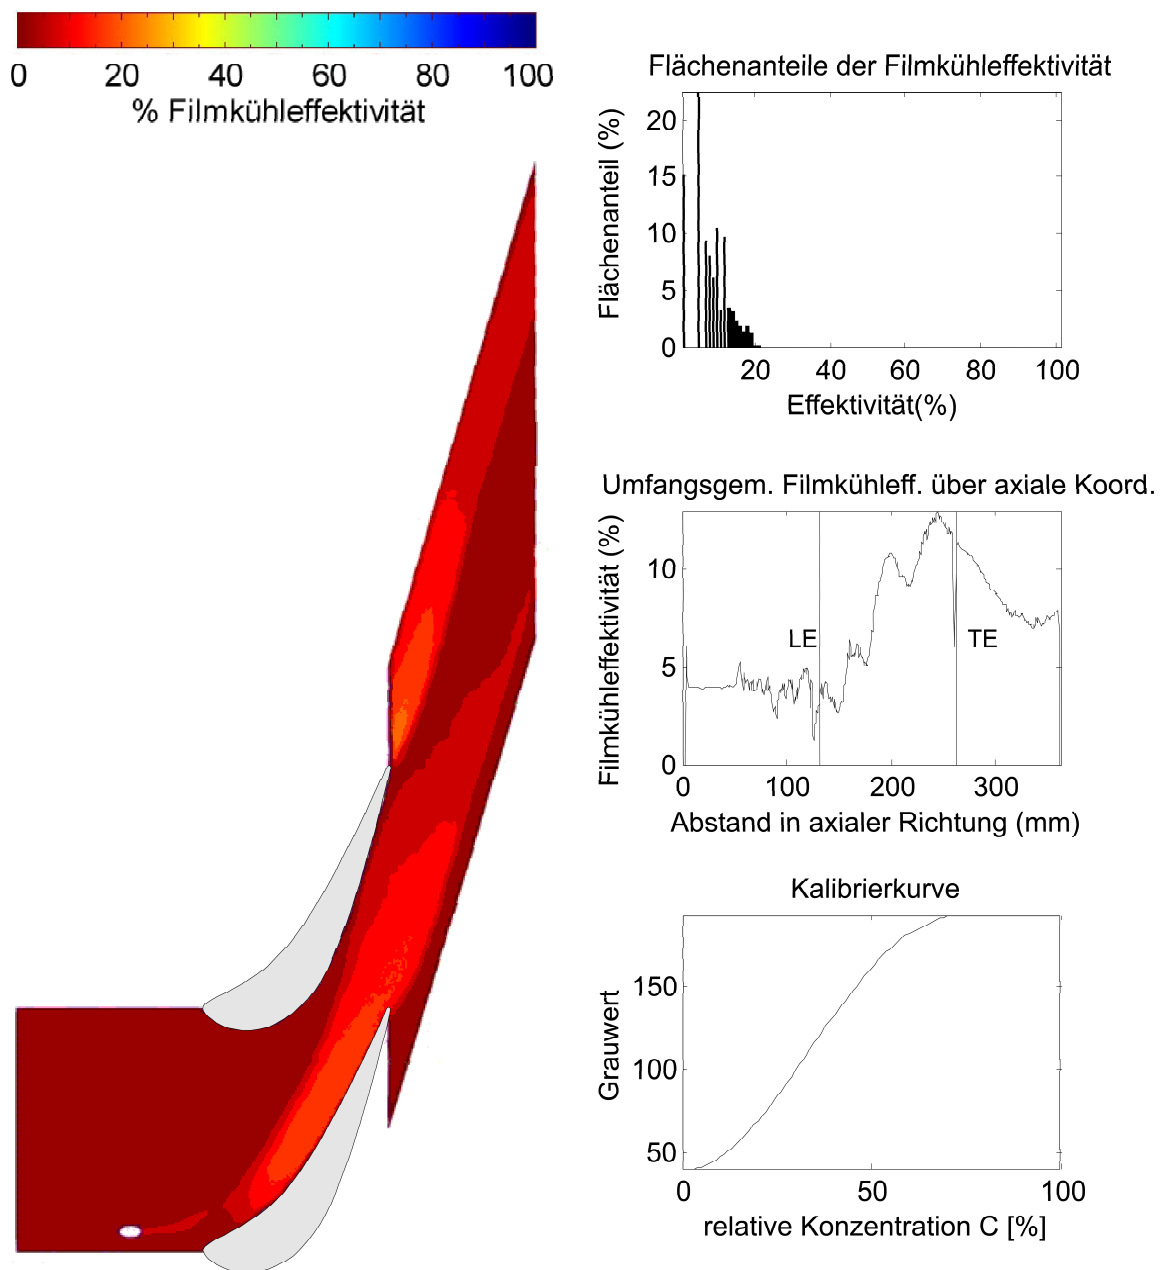 0 20 40 60 80 100
% Filmkühleffektivität
Flächenanteile der Filmkühleffektivität
Flächenanteil (%)
20
15
10
5
0
20 40 60 80 100
Effektivität(%)
Umfangsgem. Filmkühleff. über axiale Koord.
Filmkühleffektivität (%)
10
5
0
LE TE
0 100 200 300
Abstand in axialer Richtung (mm)
Kalibrierkurve
Grauwert
150
100
50
0 50 100
relative Konzentration C [%]